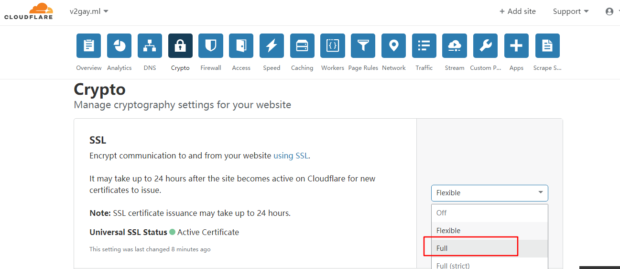 CLOUDFLARE
v2gay.ml
+ Add site
Support
Overview
Analytics
DNS
Crypto
Firewall
Access
Speed
Caching
Workers
Page Rules
Network
Traffic
Stream
Custom P...
Apps
Scrape S...
Crypto
Manage cryptography settings for your website
SSL
Encrypt communication to and from your website using SSL.
It may take up to 24 hours after the site becomes active on Cloudflare for new
certificates to issue.
Note: SSL certificate issuance may take up to 24 hours.
Universal SSL Status Active Certificate
This setting was last changed 8 minutes ago
Flexible
Off
Flexible
Full
Full (strict)